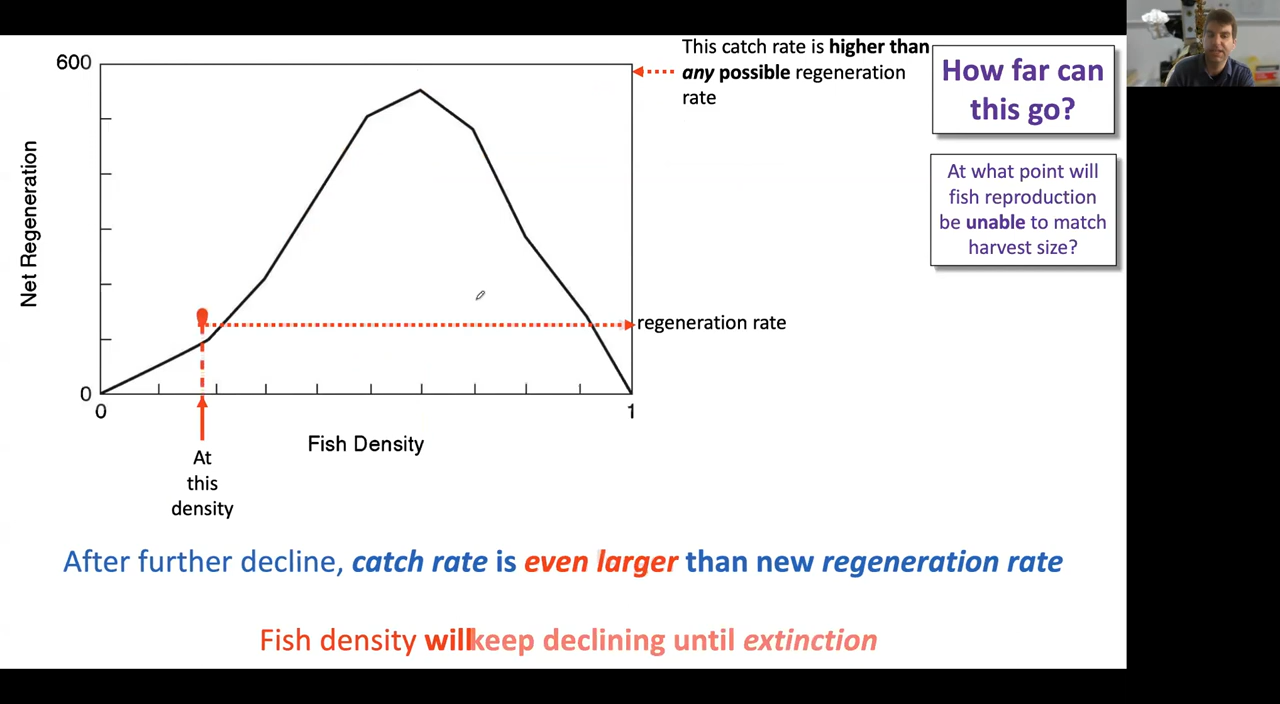 600
Net Regeneration
0
0
1
Fish Density
At
this
density
This catch rate is higher than
any possible regeneration
rate
regeneration rate
How far can
this go?
At what point will
fish reproduction
be unable to match
harvest size?
After further decline, catch rate is even larger than new regeneration rate
Fish density will keep declining until extinction